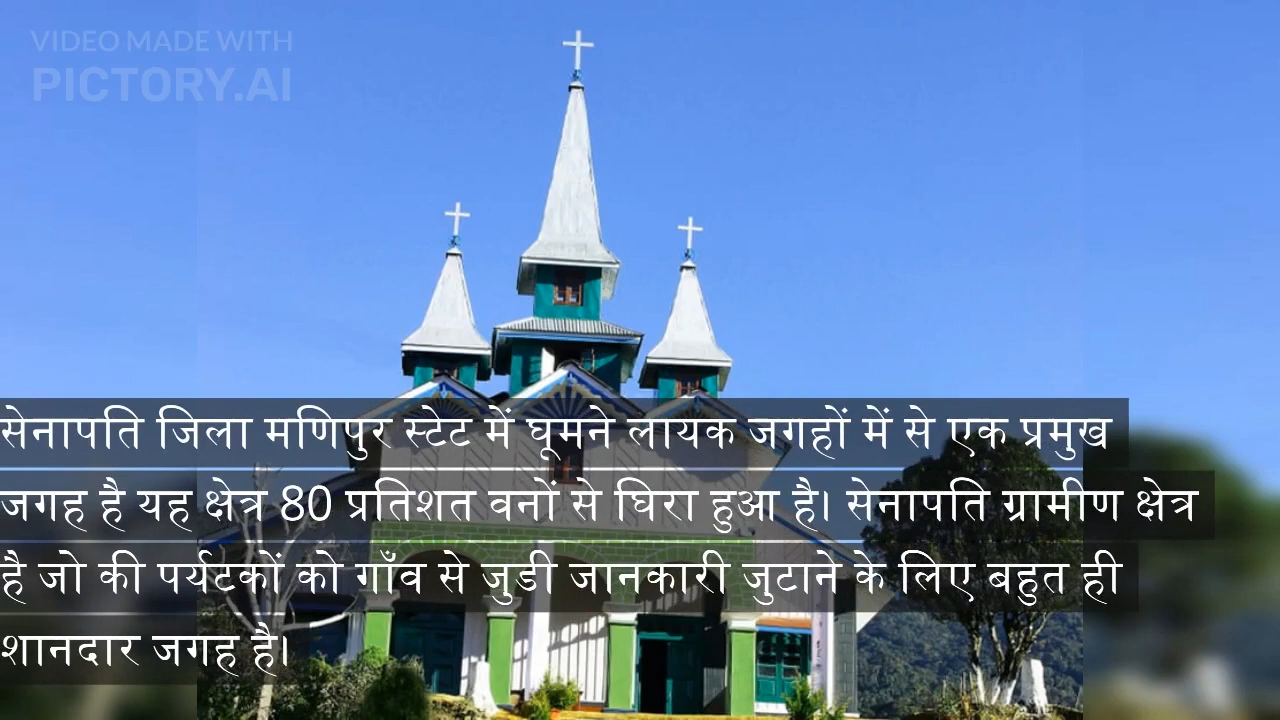 VIDEO MADE WITH
PICTORY.AI
सेनापति जिला मणिपुर स्टेट में घूमने लायक जगहों में से एक प्रमुख
जगह है यह क्षेत्र 80 प्रतिशत वनों से घिरा हुआ है। सेनापति ग्रामीण क्षेत्र
है जो की पर्यटकों को गाँव से जुडी जानकारी जुटाने के लिए बहुत ही
शानदार जगह है।